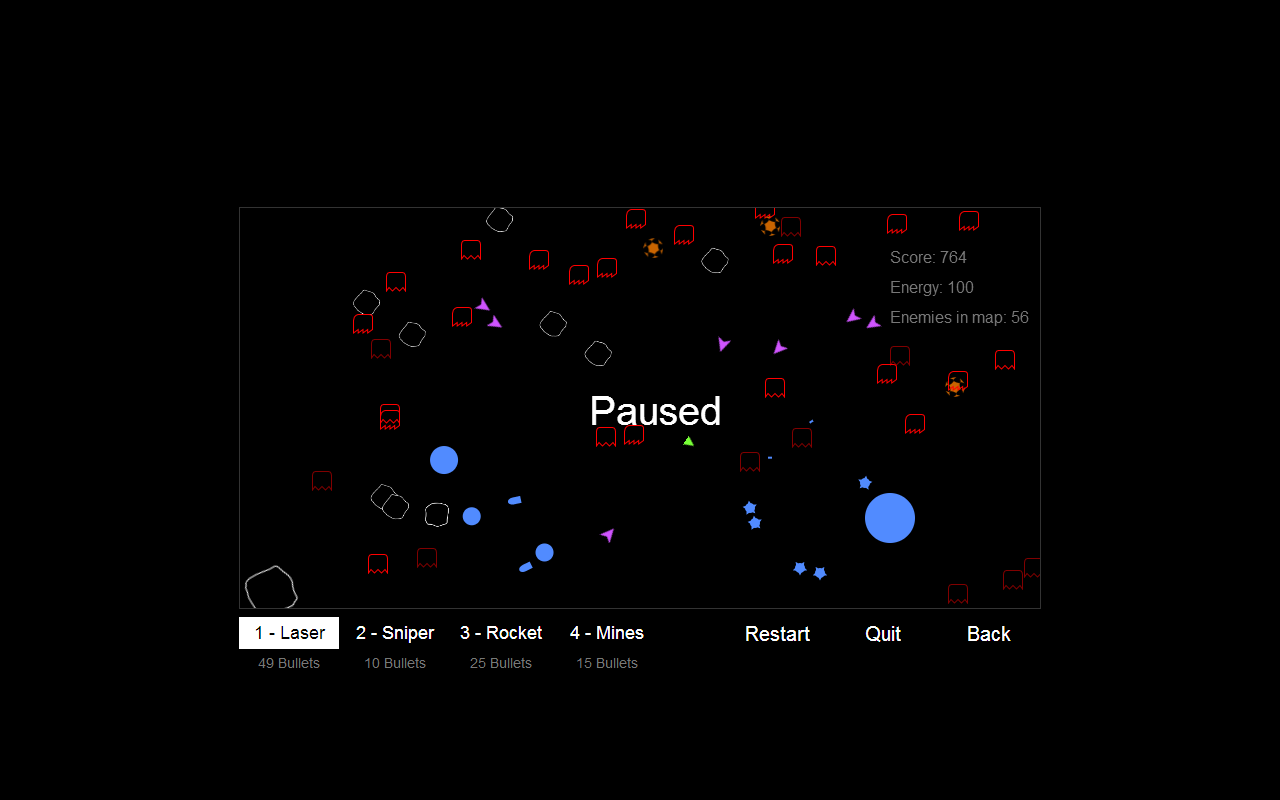 Score: 764
Energy: 100
Enemies in map: 56
Paused
1 - Laser
2 - Sniper
3 - Rocket
4 - Mines
Restart
Quit
Back
49 Bullets
10 Bullets
25 Bullets
15 Bullets